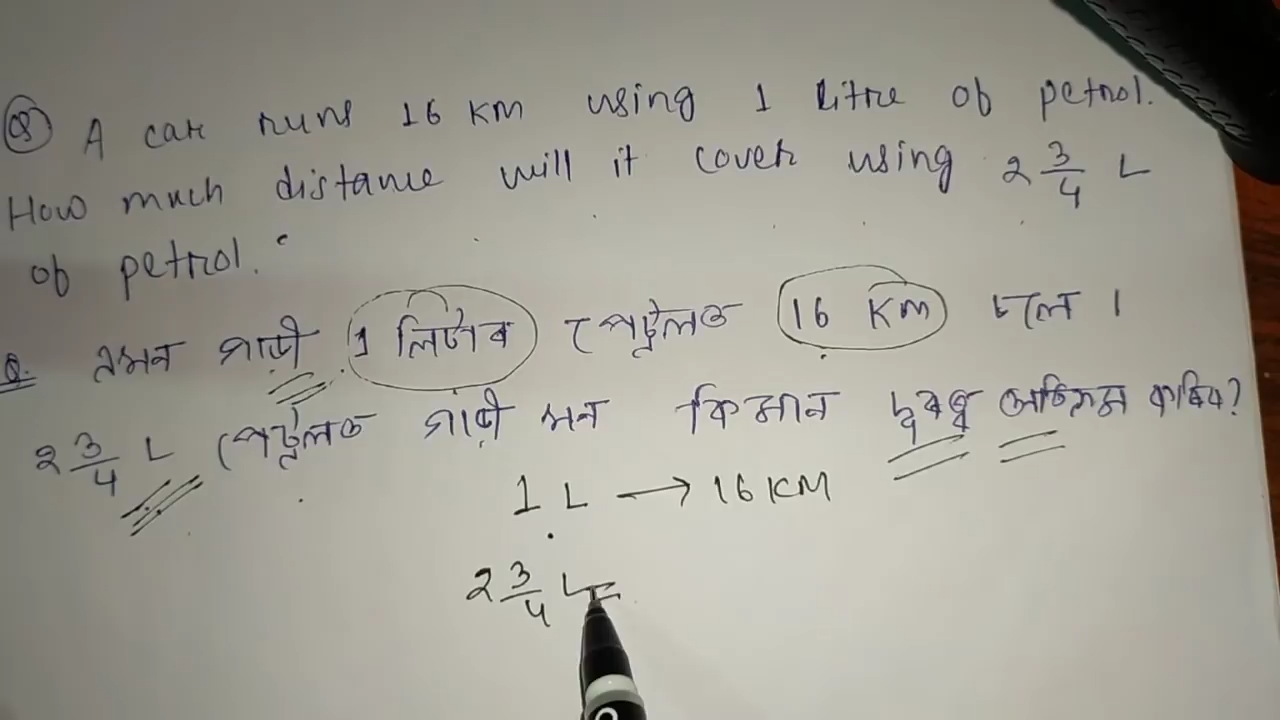 Q A car runs 16 KM using 1 Litre of petrol.
How much distance will it cover using 2 3/4 L
of petrol.
Q. এখন গাড়ী 1 লিটাৰ পেট্ৰোলত 16 KM চলে ।
2 3/4 L পেট্ৰোলত গাড়ী খন কিমান দূৰত্ব অতিক্ৰম কৰিব?
1 L → 16 KM
2 3/4 L =